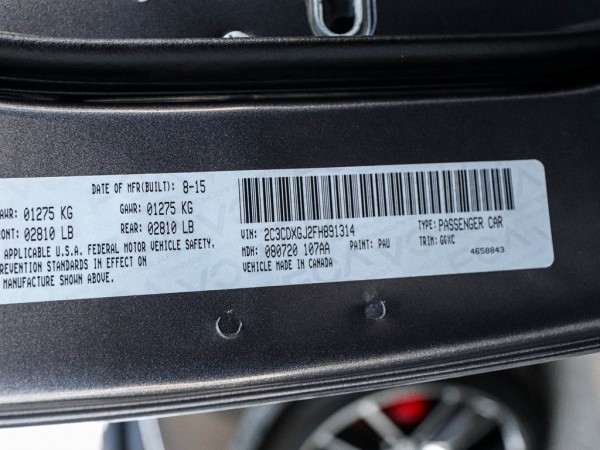 DATE OF MFR(BUILT): 8-15
GAWR: 01275 KG GAWR: 01275 KG
FRONT: 02810 LB REAR: 02810 LB
APPLICABLE U.S.A. FEDERAL MOTOR VEHICLE SAFETY,
PREVENTION STANDARDS IN EFFECT ON
MANUFACTURE SHOWN ABOVE.
VIN: 2C3CDXGJ2FH891314 TYPE: PASSENGER CAR
MDH: 080720 107AA PAINT: PAU TRIM: G6XC
VEHICLE MADE IN CANADA 4658843